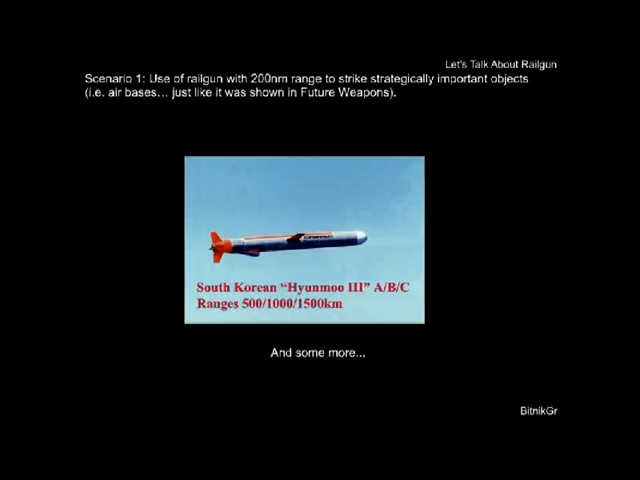 Let's Talk About Railgun
Scenario 1: Use of railgun with 200nm range to strike strategically important objects
(i.e. air bases... just like it was shown in Future Weapons).
South Korean “Hyunmoo III” A/B/C
Ranges 500/1000/1500km
And some more...
BitnikGr